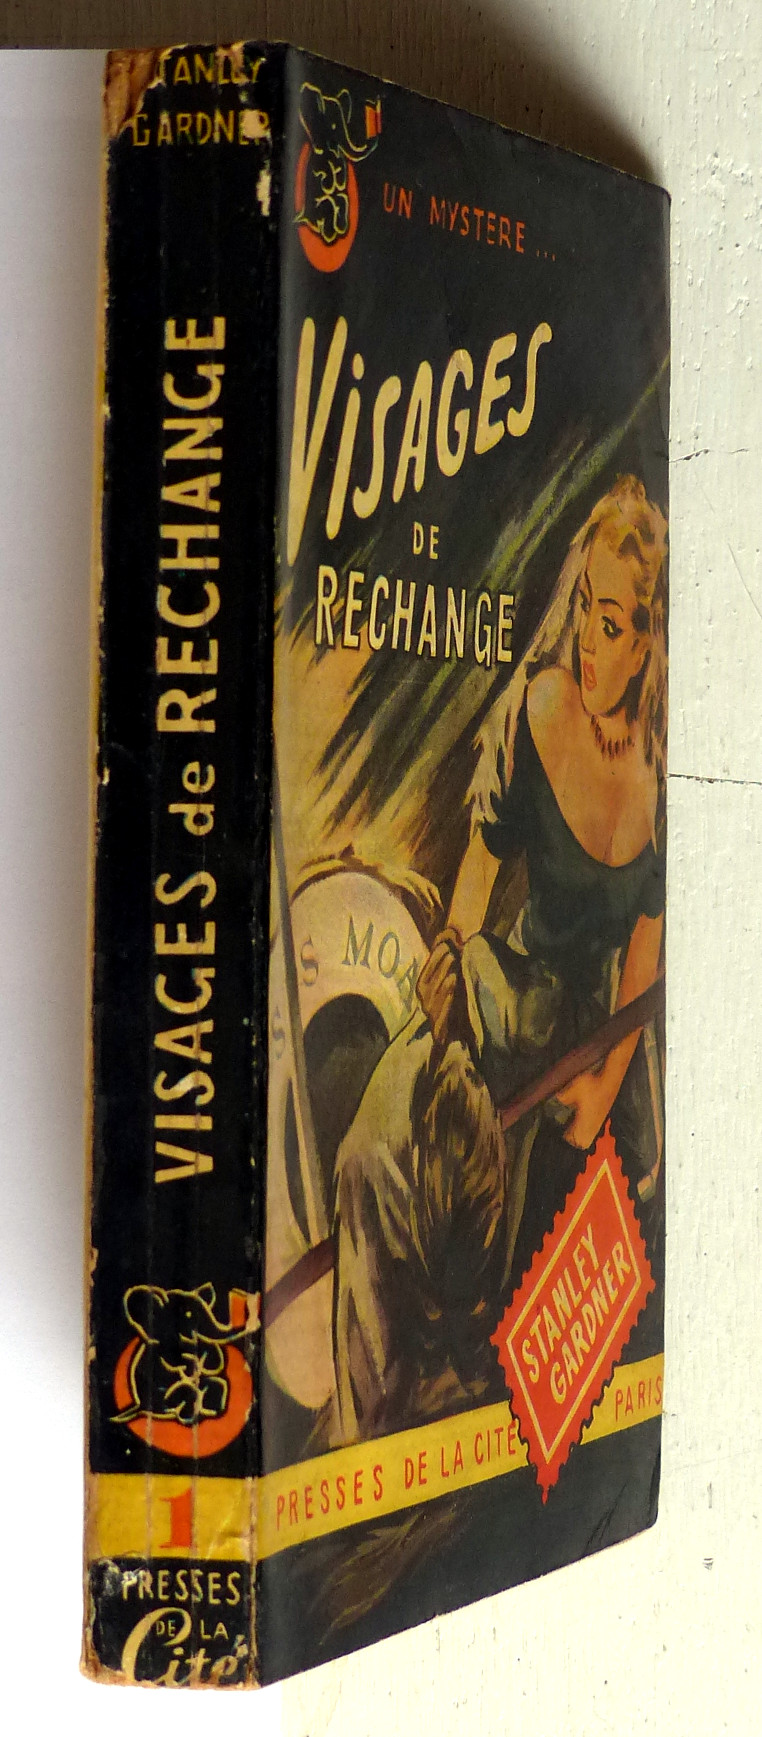 STANLEY
GARDNER
VISAGES de RECHANGE
1
PRESSES
DE LA
Cité
UN MYSTERE...
VISAGES
DE
RECHANGE
S S MOA
STANLEY
GARDNER
PRESSES DE LA CITÉ PARIS